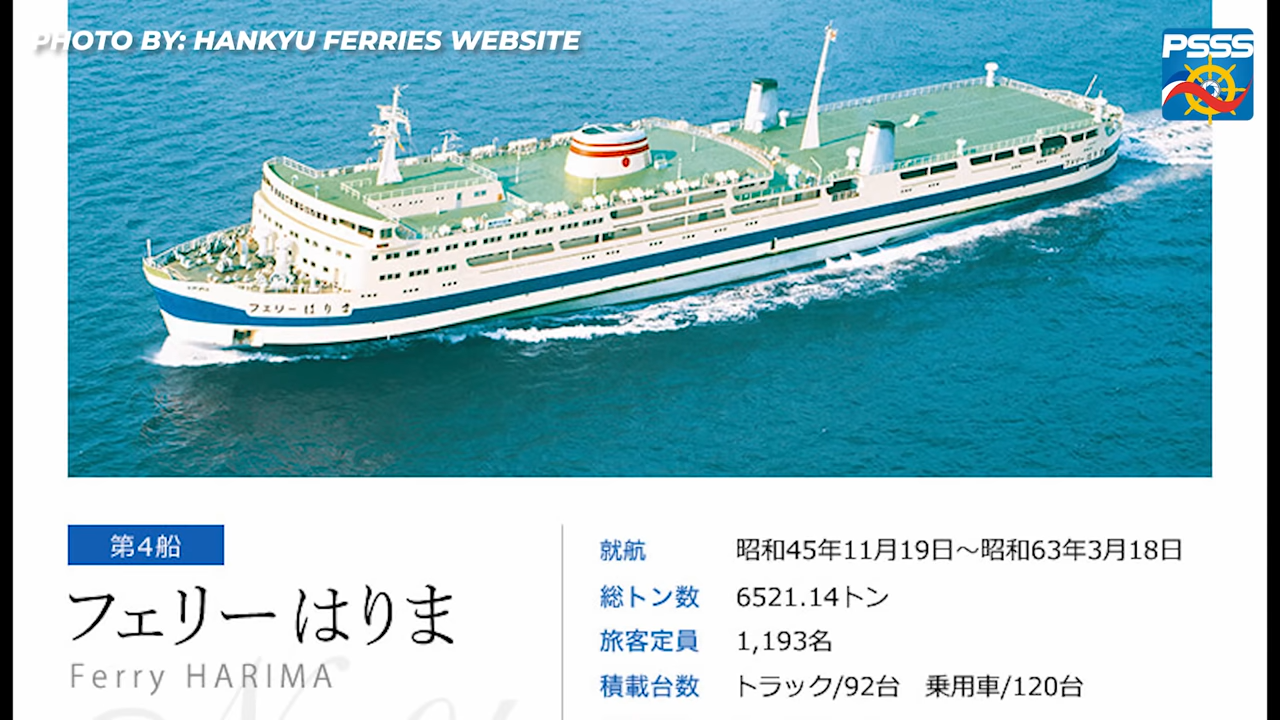 PHOTO BY: HANKYU FERRIES WEBSITE
PSSS
フェリーはりま
第4船
フェリーはりま
Ferry HARIMA
就航 昭和45年11月19日～昭和63年3月18日
総トン数 6521.14トン
旅客定員 1,193名
積載台数 トラック/92台 乗用車/120台